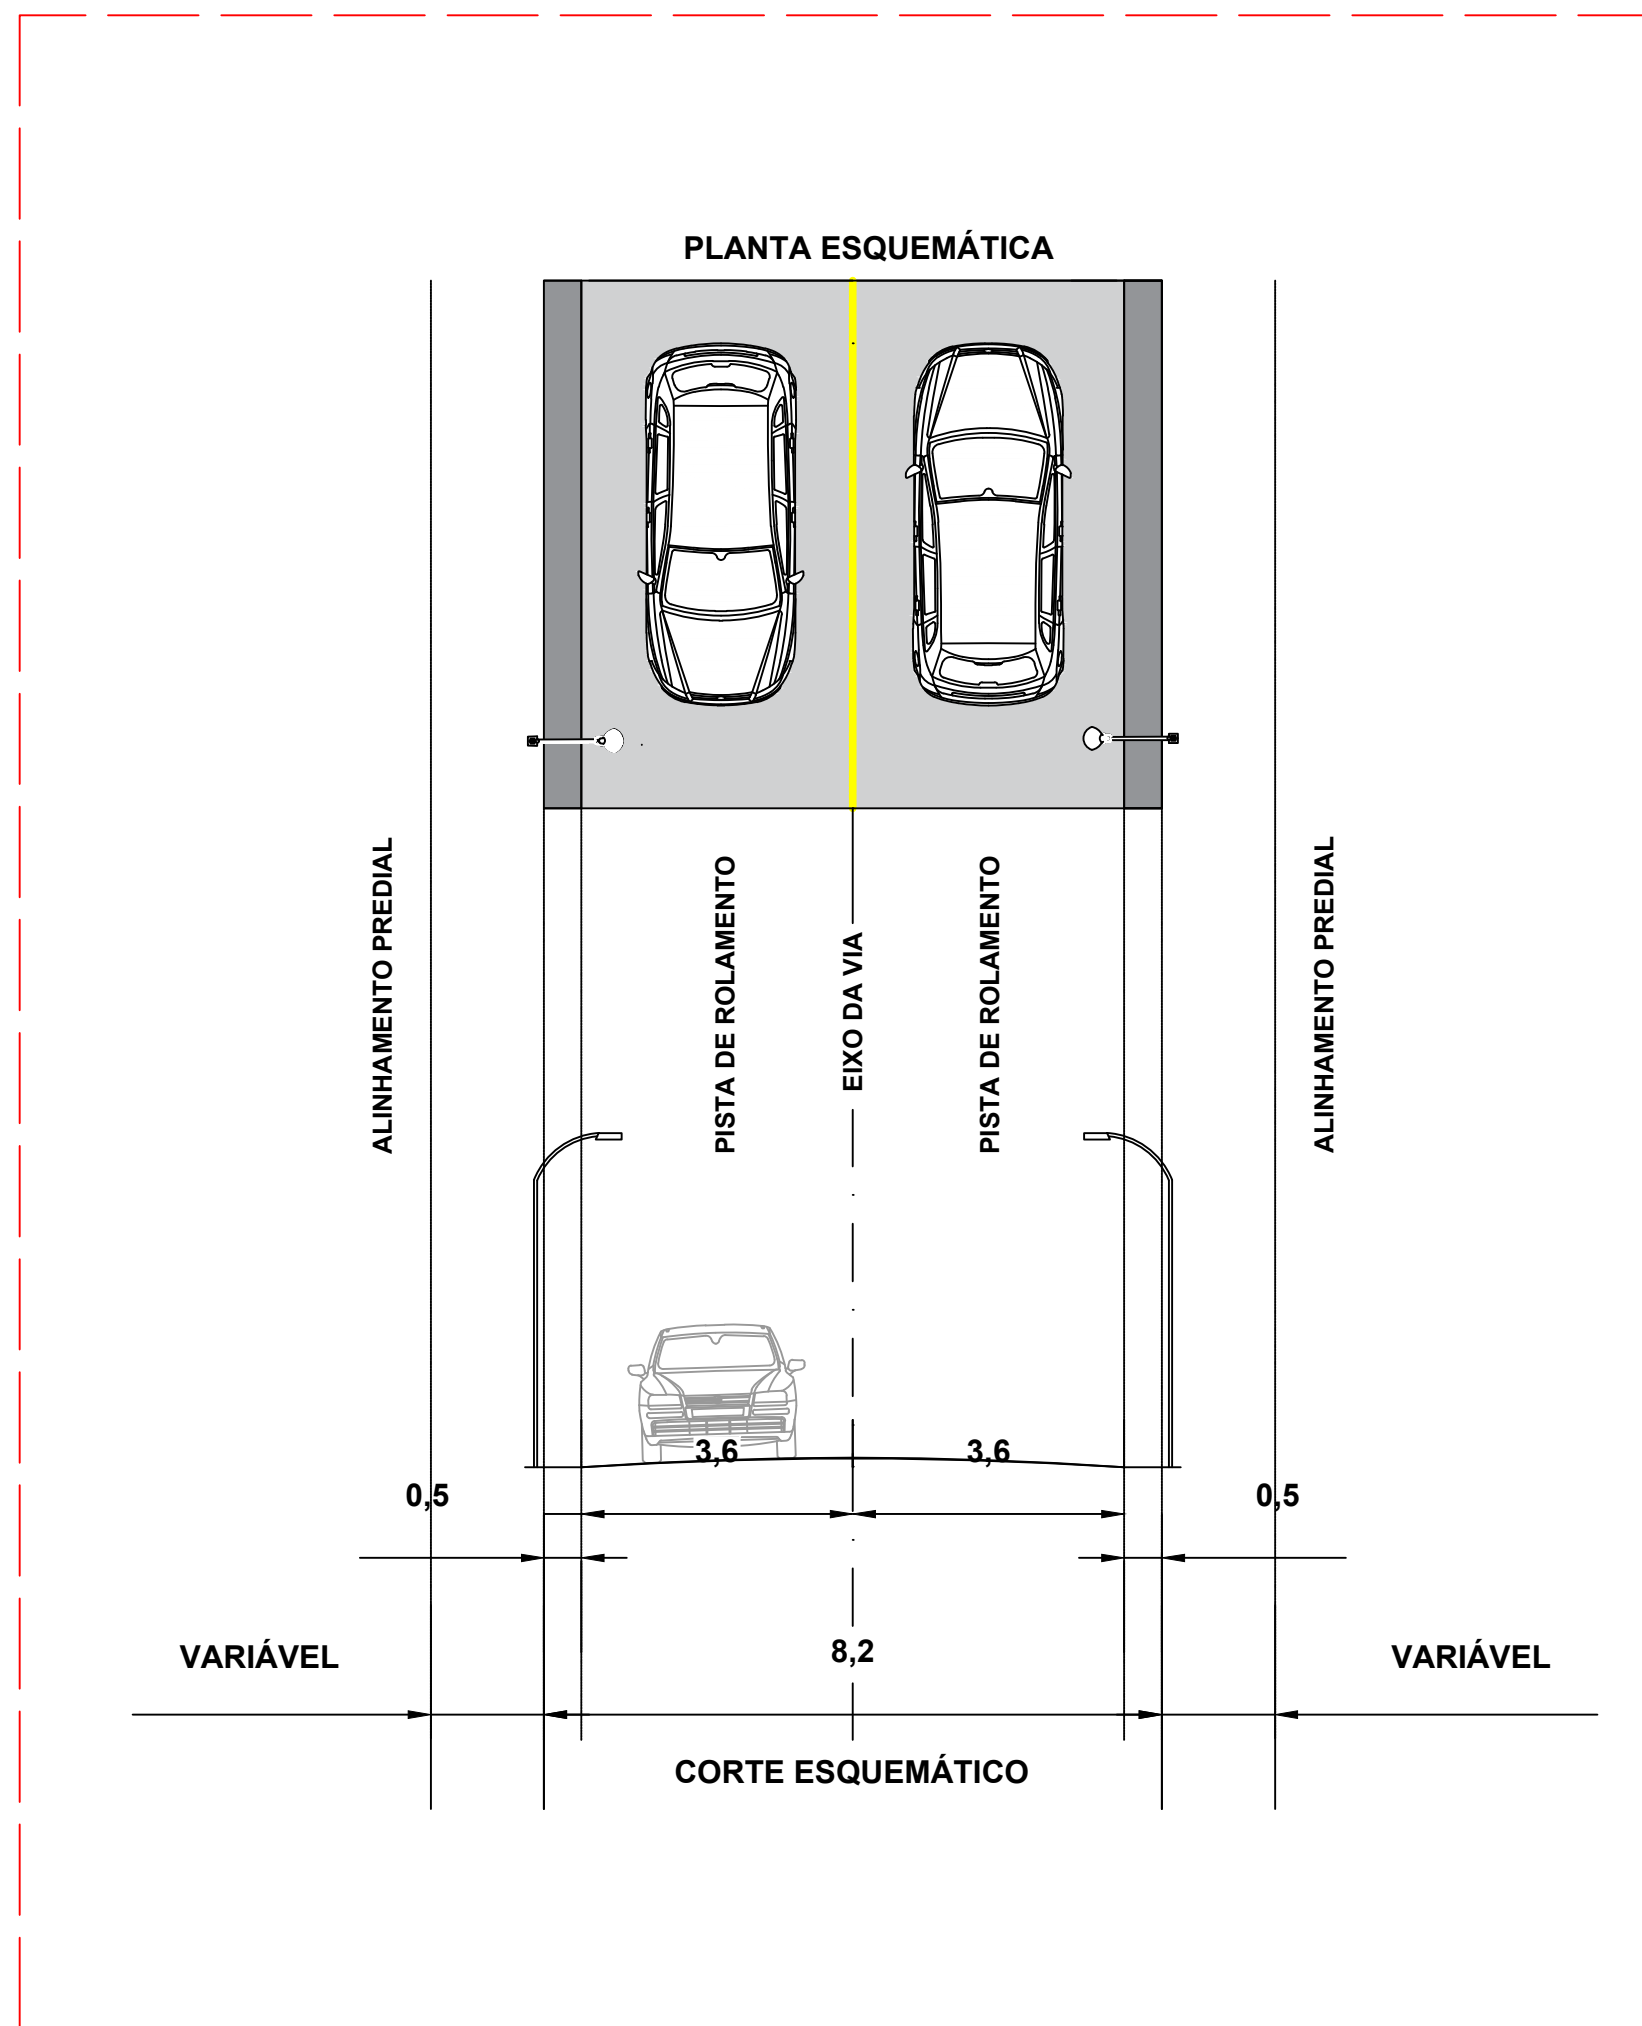 PLANTA ESQUEMÁTICA
ALINHAMENTO PREDIAL
PISTA DE ROLAMENTO
EIXO DA VIA
PISTA DE ROLAMENTO
ALINHAMENTO PREDIAL
3,6
3,6
0,5
0,5
VARIÁVEL
8,2
VARIÁVEL
CORTE ESQUEMÁTICO